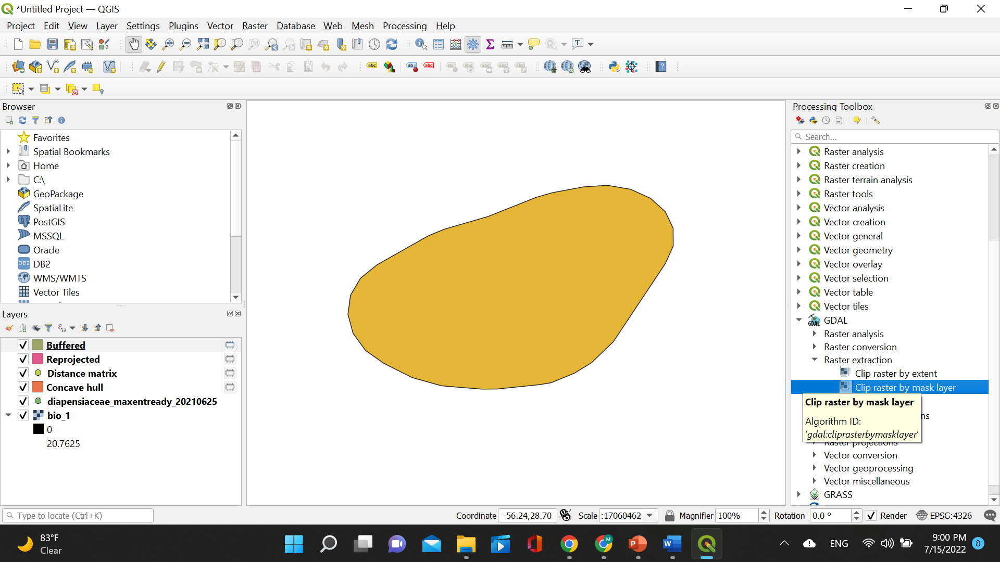 *Untitled Project — QGIS
Project Edit View Layer Settings Plugins Vector Raster Database Web Mesh Processing Help
Browser
Favorites
Spatial Bookmarks
Home
C:\
GeoPackage
SpatiaLite
PostGIS
MSSQL
Oracle
DB2
WMS/WMTS
Vector Tiles
Layers
Buffered
Reprojected
Distance matrix
Concave hull
diapensiaceae_maxentready_20210625
bio_1
0
20.7625
Processing Toolbox
Search...
Raster analysis
Raster creation
Raster terrain analysis
Raster tools
Vector analysis
Vector creation
Vector general
Vector geometry
Vector overlay
Vector selection
Vector table
Vector tiles
GDAL
Raster analysis
Raster conversion
Raster extraction
Clip raster by extent
Clip raster by mask layer
Clip raster by mask layer
Algorithm ID:
'gdal:cliprasterbymasklayer'
Raster projections
Vector conversion
Vector geoprocessing
Vector miscellaneous
GRASS
Type to locate (Ctrl+K)
Coordinate -56.24,28.70 Scale :17060462 Magnifier 100% Rotation 0.0 ° Render EPSG:4326
83°F
Clear
ENG
9:00 PM
7/15/2022
8